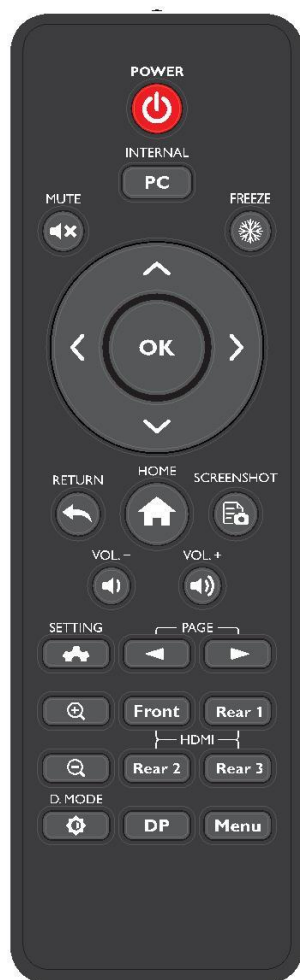 POWER
INTERNAL
PC
MUTE
FREEZE
OK
RETURN
HOME
SCREENSHOT
VOL. –
VOL. +
SETTING
PAGE
Front
Rear 1
HDMI
Rear 2
Rear 3
D. MODE
DP
Menu